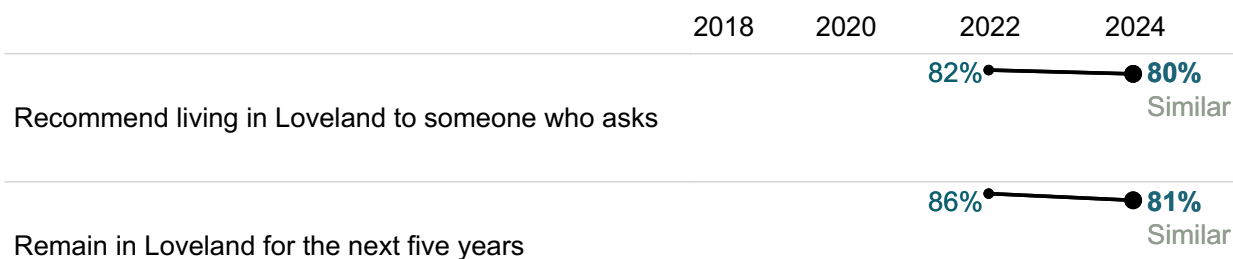 2018 2020 2022 2024
82% 80%
Similar
Recommend living in Loveland to someone who asks
86% 81%
Similar
Remain in Loveland for the next five years